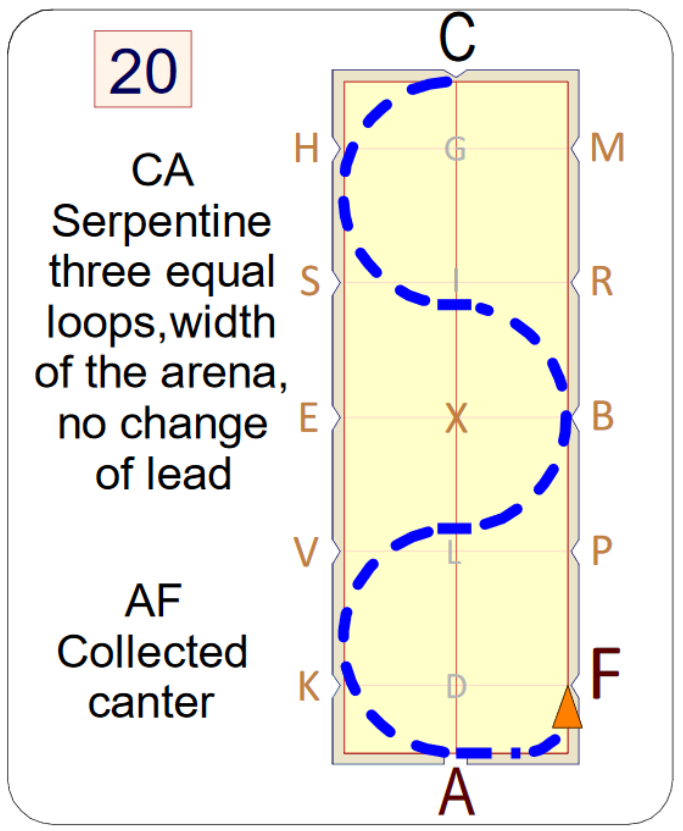 C
20
H G M
CA
Serpentine
three equal
loops,width
of the arena,
no change
of lead
S I R
E X B
V L P
AF
Collected
canter
K D F
A